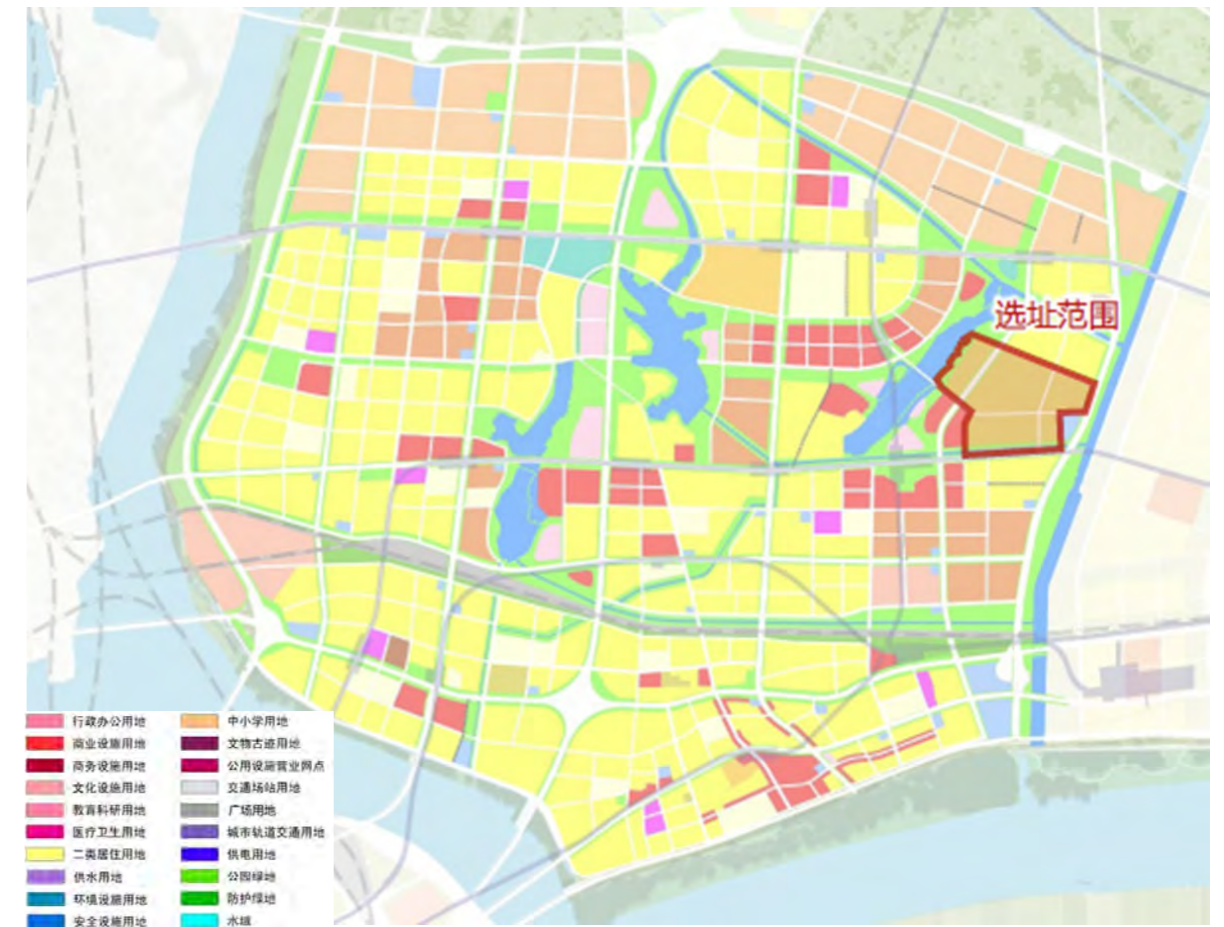 选址范围
行政办公用地
商业设施用地
商务设施用地
文化设施用地
教育科研用地
医疗卫生用地
二类居住用地
供水用地
环境设施用地
安全设施用地
中小学用地
文物古迹用地
公用设施营业网点
交通场站用地
广场用地
城市轨道交通用地
供电用地
公园绿地
防护绿地
水域